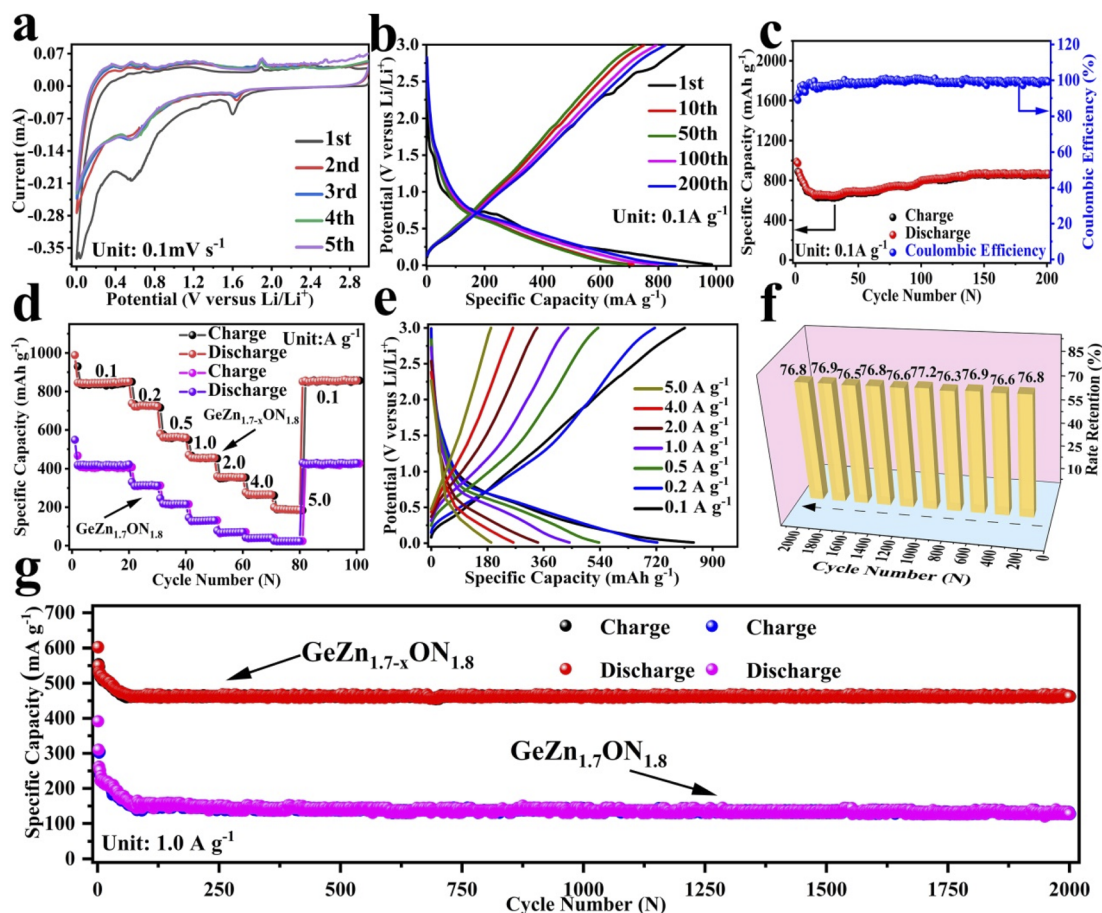 a
0.07
0.00
-0.07
-0.14
-0.21
-0.28
-0.35
Current (mA)
1st
2nd
3rd
4th
5th
Unit: 0.1mV s⁻¹
0.0 0.4 0.8 1.2 1.6 2.0 2.4 2.8
Potential (V versus Li/Li⁺)
b
3.0
2.5
2.0
1.5
1.0
0.5
0.0
Potential (V versus Li/Li⁺)
1st
10th
50th
100th
200th
Unit: 0.1A g⁻¹
0 200 400 600 800 1000
Specific Capacity (mA g⁻¹)
c
2000
1600
1200
800
400
Specific Capacity (mAh g⁻¹)
120
100
80
60
40
20
0
Coulombic Efficiency (%)
Charge
Discharge
Coulombic Efficiency
Unit: 0.1A g⁻¹
0 50 100 150 200
Cycle Number (N)
d
1000
800
600
400
200
0
Specific Capacity (mAh g⁻¹)
Charge
Discharge
Charge
Discharge
Unit:A g⁻¹
0.1
0.2
0.5
1.0
2.0
4.0
5.0
0.1
GeZn1.7-xON1.8
GeZn1.7ON1.8
0 20 40 60 80 100
Cycle Number (N)
e
3.0
2.5
2.0
1.5
1.0
0.5
0.0
Potential (V versus Li/Li⁺)
5.0 A g⁻¹
4.0 A g⁻¹
2.0 A g⁻¹
1.0 A g⁻¹
0.5 A g⁻¹
0.2 A g⁻¹
0.1 A g⁻¹
0 180 360 540 720 900
Specific Capacity (mAh g⁻¹)
f
76.8 76.9 76.5 76.8 76.6 77.2 76.3 76.9 76.6 76.8
85
70
55
40
25
10
Rate Retention (%)
2000 1800 1600 1400 1200 1000 800 600 400 200 0
Cycle Number (N)
g
700
600
500
400
300
200
100
0
Specific Capacity (mA g⁻¹)
Charge
Charge
Discharge
Discharge
GeZn1.7-xON1.8
GeZn1.7ON1.8
Unit: 1.0 A g⁻¹
0 250 500 750 1000 1250 1500 1750 2000
Cycle Number (N)